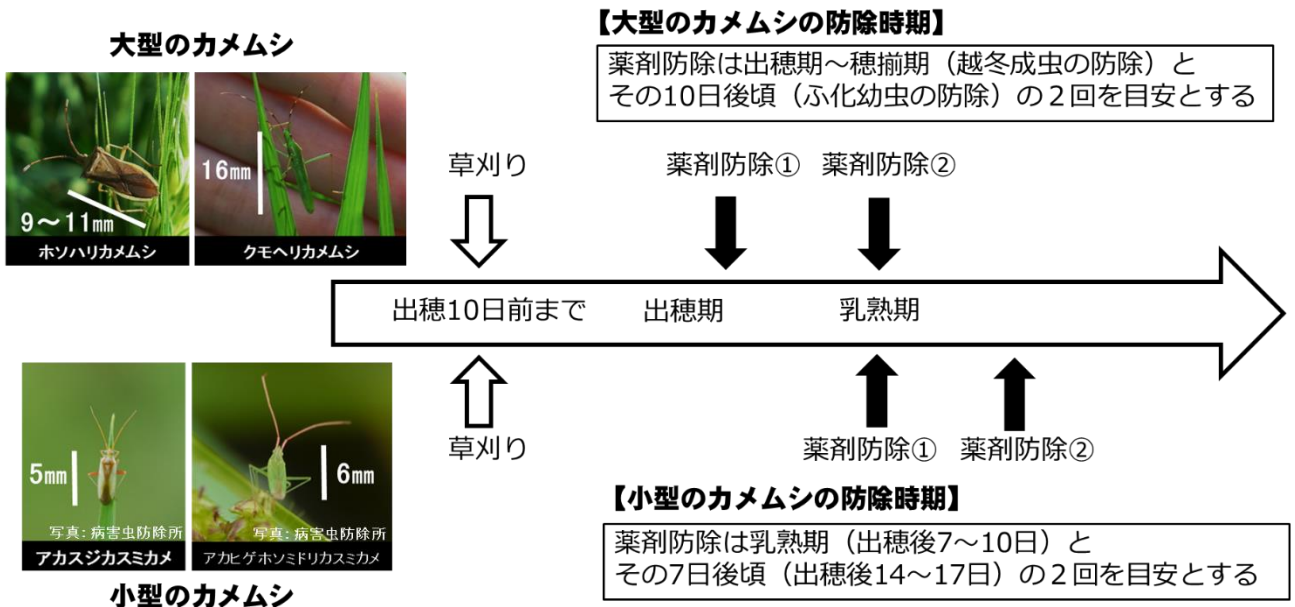 大型のカメムシ
9～11mm
ホソハリカメムシ
16mm
クモヘリカメムシ
【大型のカメムシの防除時期】
薬剤防除は出穂期～穂揃期（越冬成虫の防除）と
その10日後頃（ふ化幼虫の防除）の２回を目安とする
草刈り
薬剤防除①
薬剤防除②
出穂10日前まで
出穂期
乳熟期
草刈り
薬剤防除①
薬剤防除②
5mm
写真：病害虫防除所
アカスジカスミカメ
6mm
写真：病害虫防除所
アカヒゲホソミドリカスミカメ
小型のカメムシ
【小型のカメムシの防除時期】
薬剤防除は乳熟期（出穂後7～10日）と
その7日後頃（出穂後14～17日）の２回を目安とする